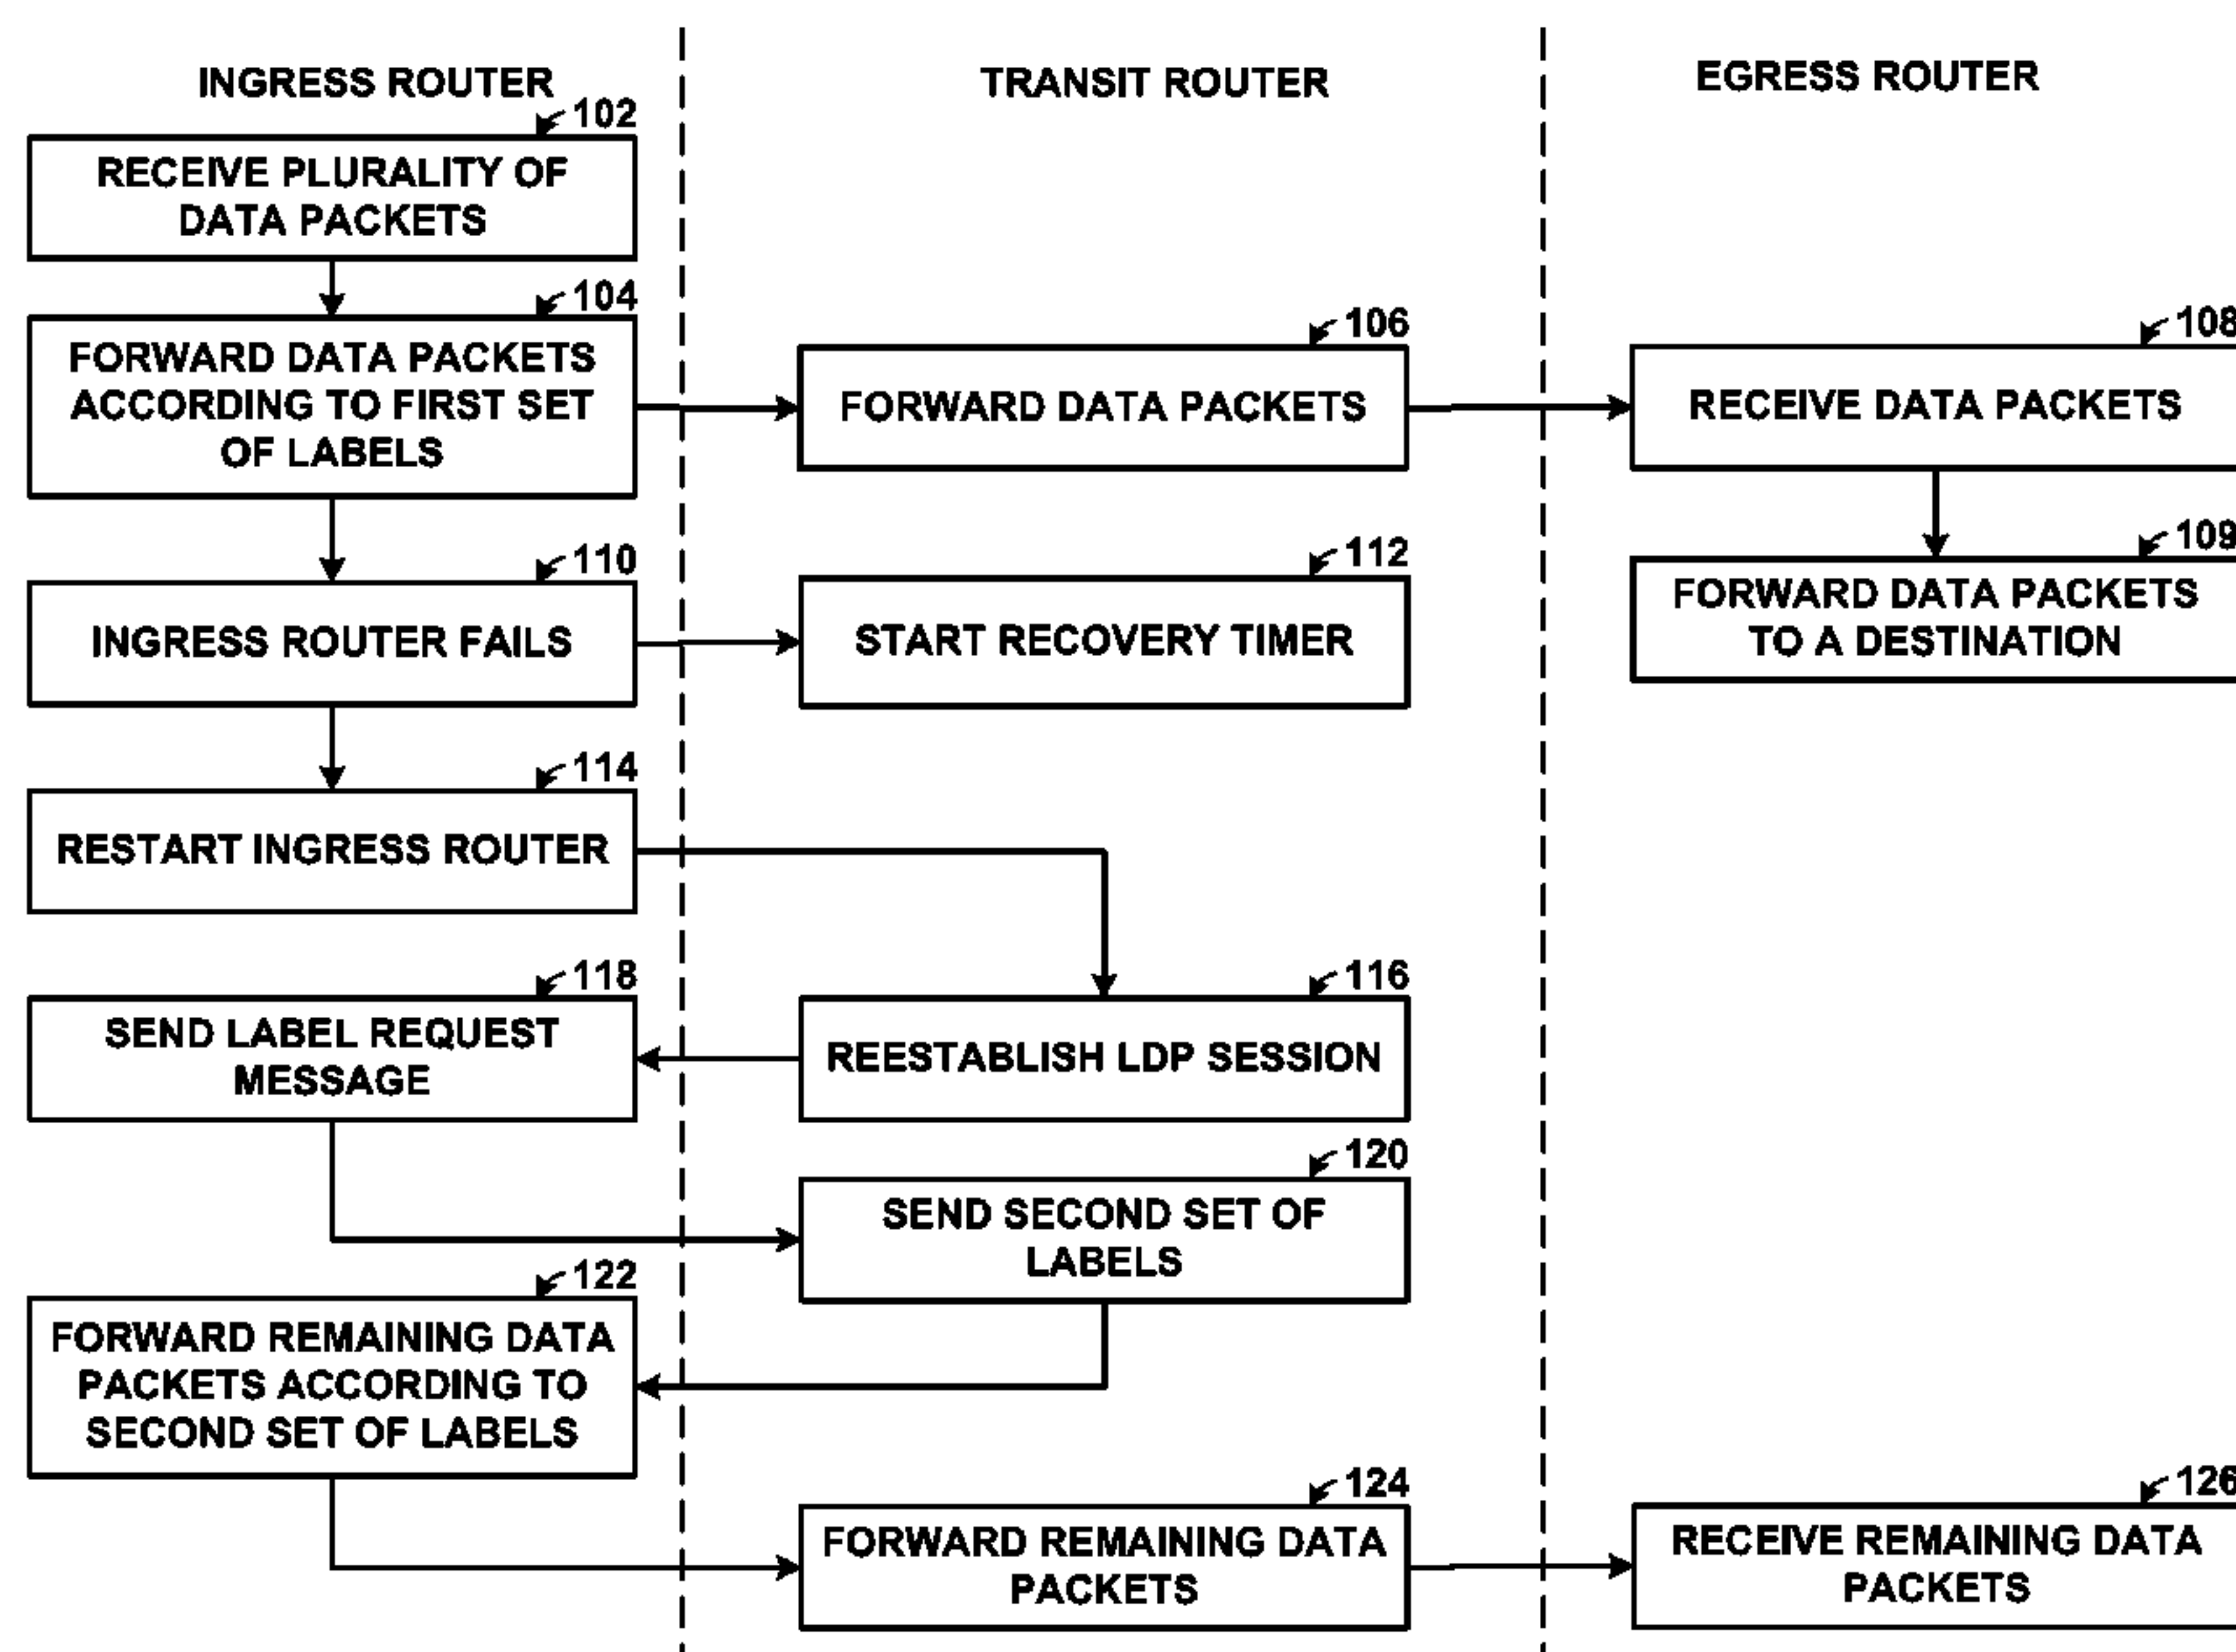 INGRESS ROUTER
TRANSIT ROUTER
EGRESS ROUTER
102
RECEIVE PLURALITY OF
DATA PACKETS
104
FORWARD DATA PACKETS
ACCORDING TO FIRST SET
OF LABELS
106
FORWARD DATA PACKETS
108
RECEIVE DATA PACKETS
109
FORWARD DATA PACKETS
TO A DESTINATION
110
INGRESS ROUTER FAILS
112
START RECOVERY TIMER
114
RESTART INGRESS ROUTER
116
REESTABLISH LDP SESSION
118
SEND LABEL REQUEST
MESSAGE
120
SEND SECOND SET OF
LABELS
122
FORWARD REMAINING DATA
PACKETS ACCORDING TO
SECOND SET OF LABELS
124
FORWARD REMAINING DATA
PACKETS
126
RECEIVE REMAINING DATA
PACKETS